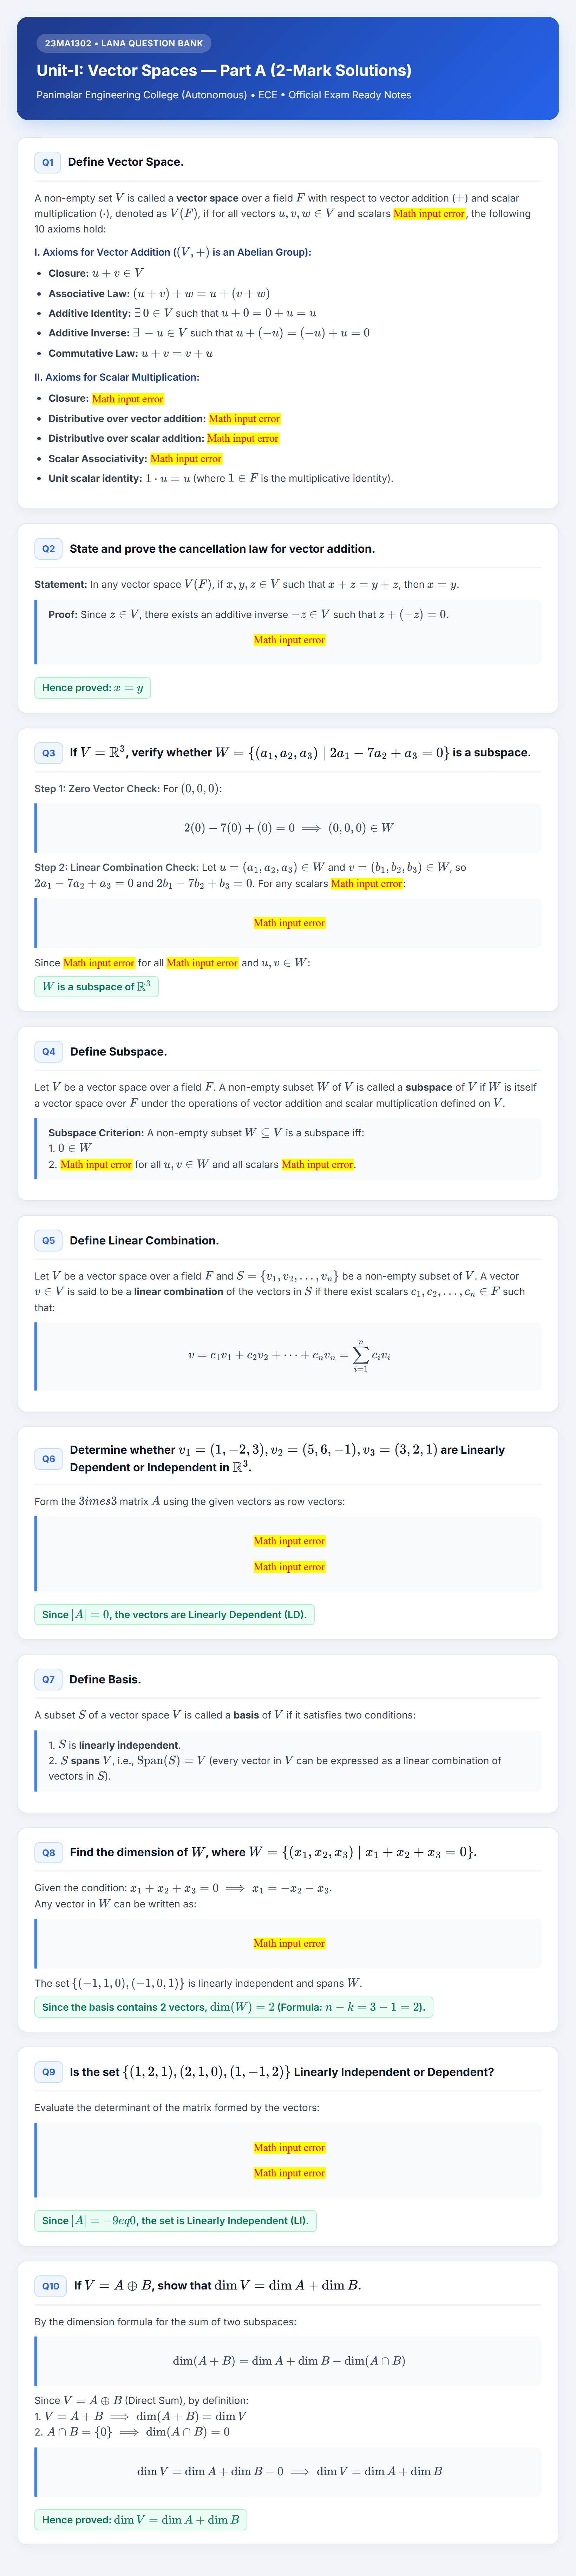 23MA1302 • LANA QUESTION BANK
Unit-I: Vector Spaces — Part A (2-Mark Solutions)
Panimalar Engineering College (Autonomous) • ECE • Official Exam Ready Notes
Q1 Define Vector Space.
A non-empty set V is called a vector space over a field F with respect to vector addition (+) and scalar
multiplication (·), denoted as V(F), if for all vectors u, v, w ∈ V and scalars Math input error, the following
10 axioms hold:
I. Axioms for Vector Addition ((V, +) is an Abelian Group):
• Closure: u + v ∈ V
• Associative Law: (u + v) + w = u + (v + w)
• Additive Identity: ∃ 0 ∈ V such that u + 0 = 0 + u = u
• Additive Inverse: ∃ − u ∈ V such that u + (−u) = (−u) + u = 0
• Commutative Law: u + v = v + u
II. Axioms for Scalar Multiplication:
• Closure: Math input error
• Distributive over vector addition: Math input error
• Distributive over scalar addition: Math input error
• Scalar Associativity: Math input error
• Unit scalar identity: 1 · u = u (where 1 ∈ F is the multiplicative identity).
Q2 State and prove the cancellation law for vector addition.
Statement: In any vector space V(F), if x, y, z ∈ V such that x + z = y + z, then x = y.
Proof: Since z ∈ V, there exists an additive inverse −z ∈ V such that z + (−z) = 0.
Math input error
Hence proved: x = y
Q3 If V = ℝ³, verify whether W = {(a₁, a₂, a₃) | 2a₁ − 7a₂ + a₃ = 0} is a subspace.
Step 1: Zero Vector Check: For (0, 0, 0):
2(0) − 7(0) + (0) = 0 ⟹ (0, 0, 0) ∈ W
Step 2: Linear Combination Check: Let u = (a₁, a₂, a₃) ∈ W and v = (b₁, b₂, b₃) ∈ W, so
2a₁ − 7a₂ + a₃ = 0 and 2b₁ − 7b₂ + b₃ = 0. For any scalars Math input error:
Math input error
Since Math input error for all Math input error and u, v ∈ W:
W is a subspace of ℝ³
Q4 Define Subspace.
Let V be a vector space over a field F. A non-empty subset W of V is called a subspace of V if W is itself
a vector space over F under the operations of vector addition and scalar multiplication defined on V.
Subspace Criterion: A non-empty subset W ⊆ V is a subspace iff:
1. 0 ∈ W
2. Math input error for all u, v ∈ W and all scalars Math input error.
Q5 Define Linear Combination.
Let V be a vector space over a field F and S = {v₁, v₂, …, vₙ} be a non-empty subset of V. A vector
v ∈ V is said to be a linear combination of the vectors in S if there exist scalars c₁, c₂, …, cₙ ∈ F such
that:
v = c₁v₁ + c₂v₂ + ⋯ + cₙvₙ = ∑ᵢ₌₁ⁿ cᵢvᵢ
Q6 Determine whether v₁ = (1, −2, 3), v₂ = (5, 6, −1), v₃ = (3, 2, 1) are Linearly
Dependent or Independent in ℝ³.
Form the 3imes3 matrix A using the given vectors as row vectors:
Math input error
Math input error
Since |A| = 0, the vectors are Linearly Dependent (LD).
Q7 Define Basis.
A subset S of a vector space V is called a basis of V if it satisfies two conditions:
1. S is linearly independent.
2. S spans V, i.e., Span(S) = V (every vector in V can be expressed as a linear combination of
vectors in S).
Q8 Find the dimension of W, where W = {(x₁, x₂, x₃) | x₁ + x₂ + x₃ = 0}.
Given the condition: x₁ + x₂ + x₃ = 0 ⟹ x₁ = −x₂ − x₃.
Any vector in W can be written as:
Math input error
The set {(−1, 1, 0), (−1, 0, 1)} is linearly independent and spans W.
Since the basis contains 2 vectors, dim(W) = 2 (Formula: n − k = 3 − 1 = 2).
Q9 Is the set {(1, 2, 1), (2, 1, 0), (1, −1, 2)} Linearly Independent or Dependent?
Evaluate the determinant of the matrix formed by the vectors:
Math input error
Math input error
Since |A| = −9eq0, the set is Linearly Independent (LI).
Q10 If V = A ⊕ B, show that dim V = dim A + dim B.
By the dimension formula for the sum of two subspaces:
dim(A + B) = dim A + dim B − dim(A ∩ B)
Since V = A ⊕ B (Direct Sum), by definition:
1. V = A + B ⟹ dim(A + B) = dim V
2. A ∩ B = {0} ⟹ dim(A ∩ B) = 0
dim V = dim A + dim B − 0 ⟹ dim V = dim A + dim B
Hence proved: dim V = dim A + dim B